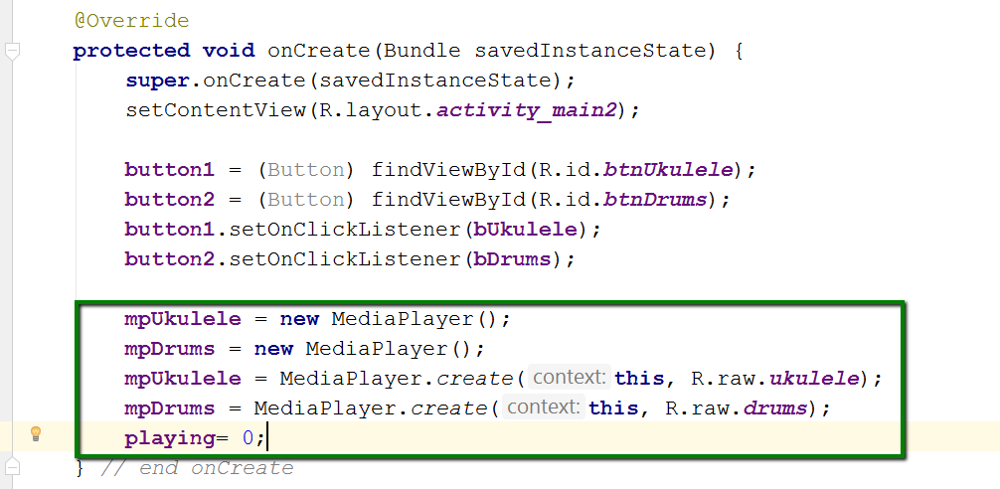 @Override
protected void onCreate(Bundle savedInstanceState) {
super.onCreate(savedInstanceState);
setContentView(R.layout.activity_main2);
button1 = (Button) findViewById(R.id.btnUkulele);
button2 = (Button) findViewById(R.id.btnDrums);
button1.setOnClickListener(bUkulele);
button2.setOnClickListener(bDrums);
mpUkulele = new MediaPlayer();
mpDrums = new MediaPlayer();
mpUkulele = MediaPlayer.create( context: this, R.raw.ukulele);
mpDrums = MediaPlayer.create( context: this, R.raw.drums);
playing= 0;
} // end onCreate